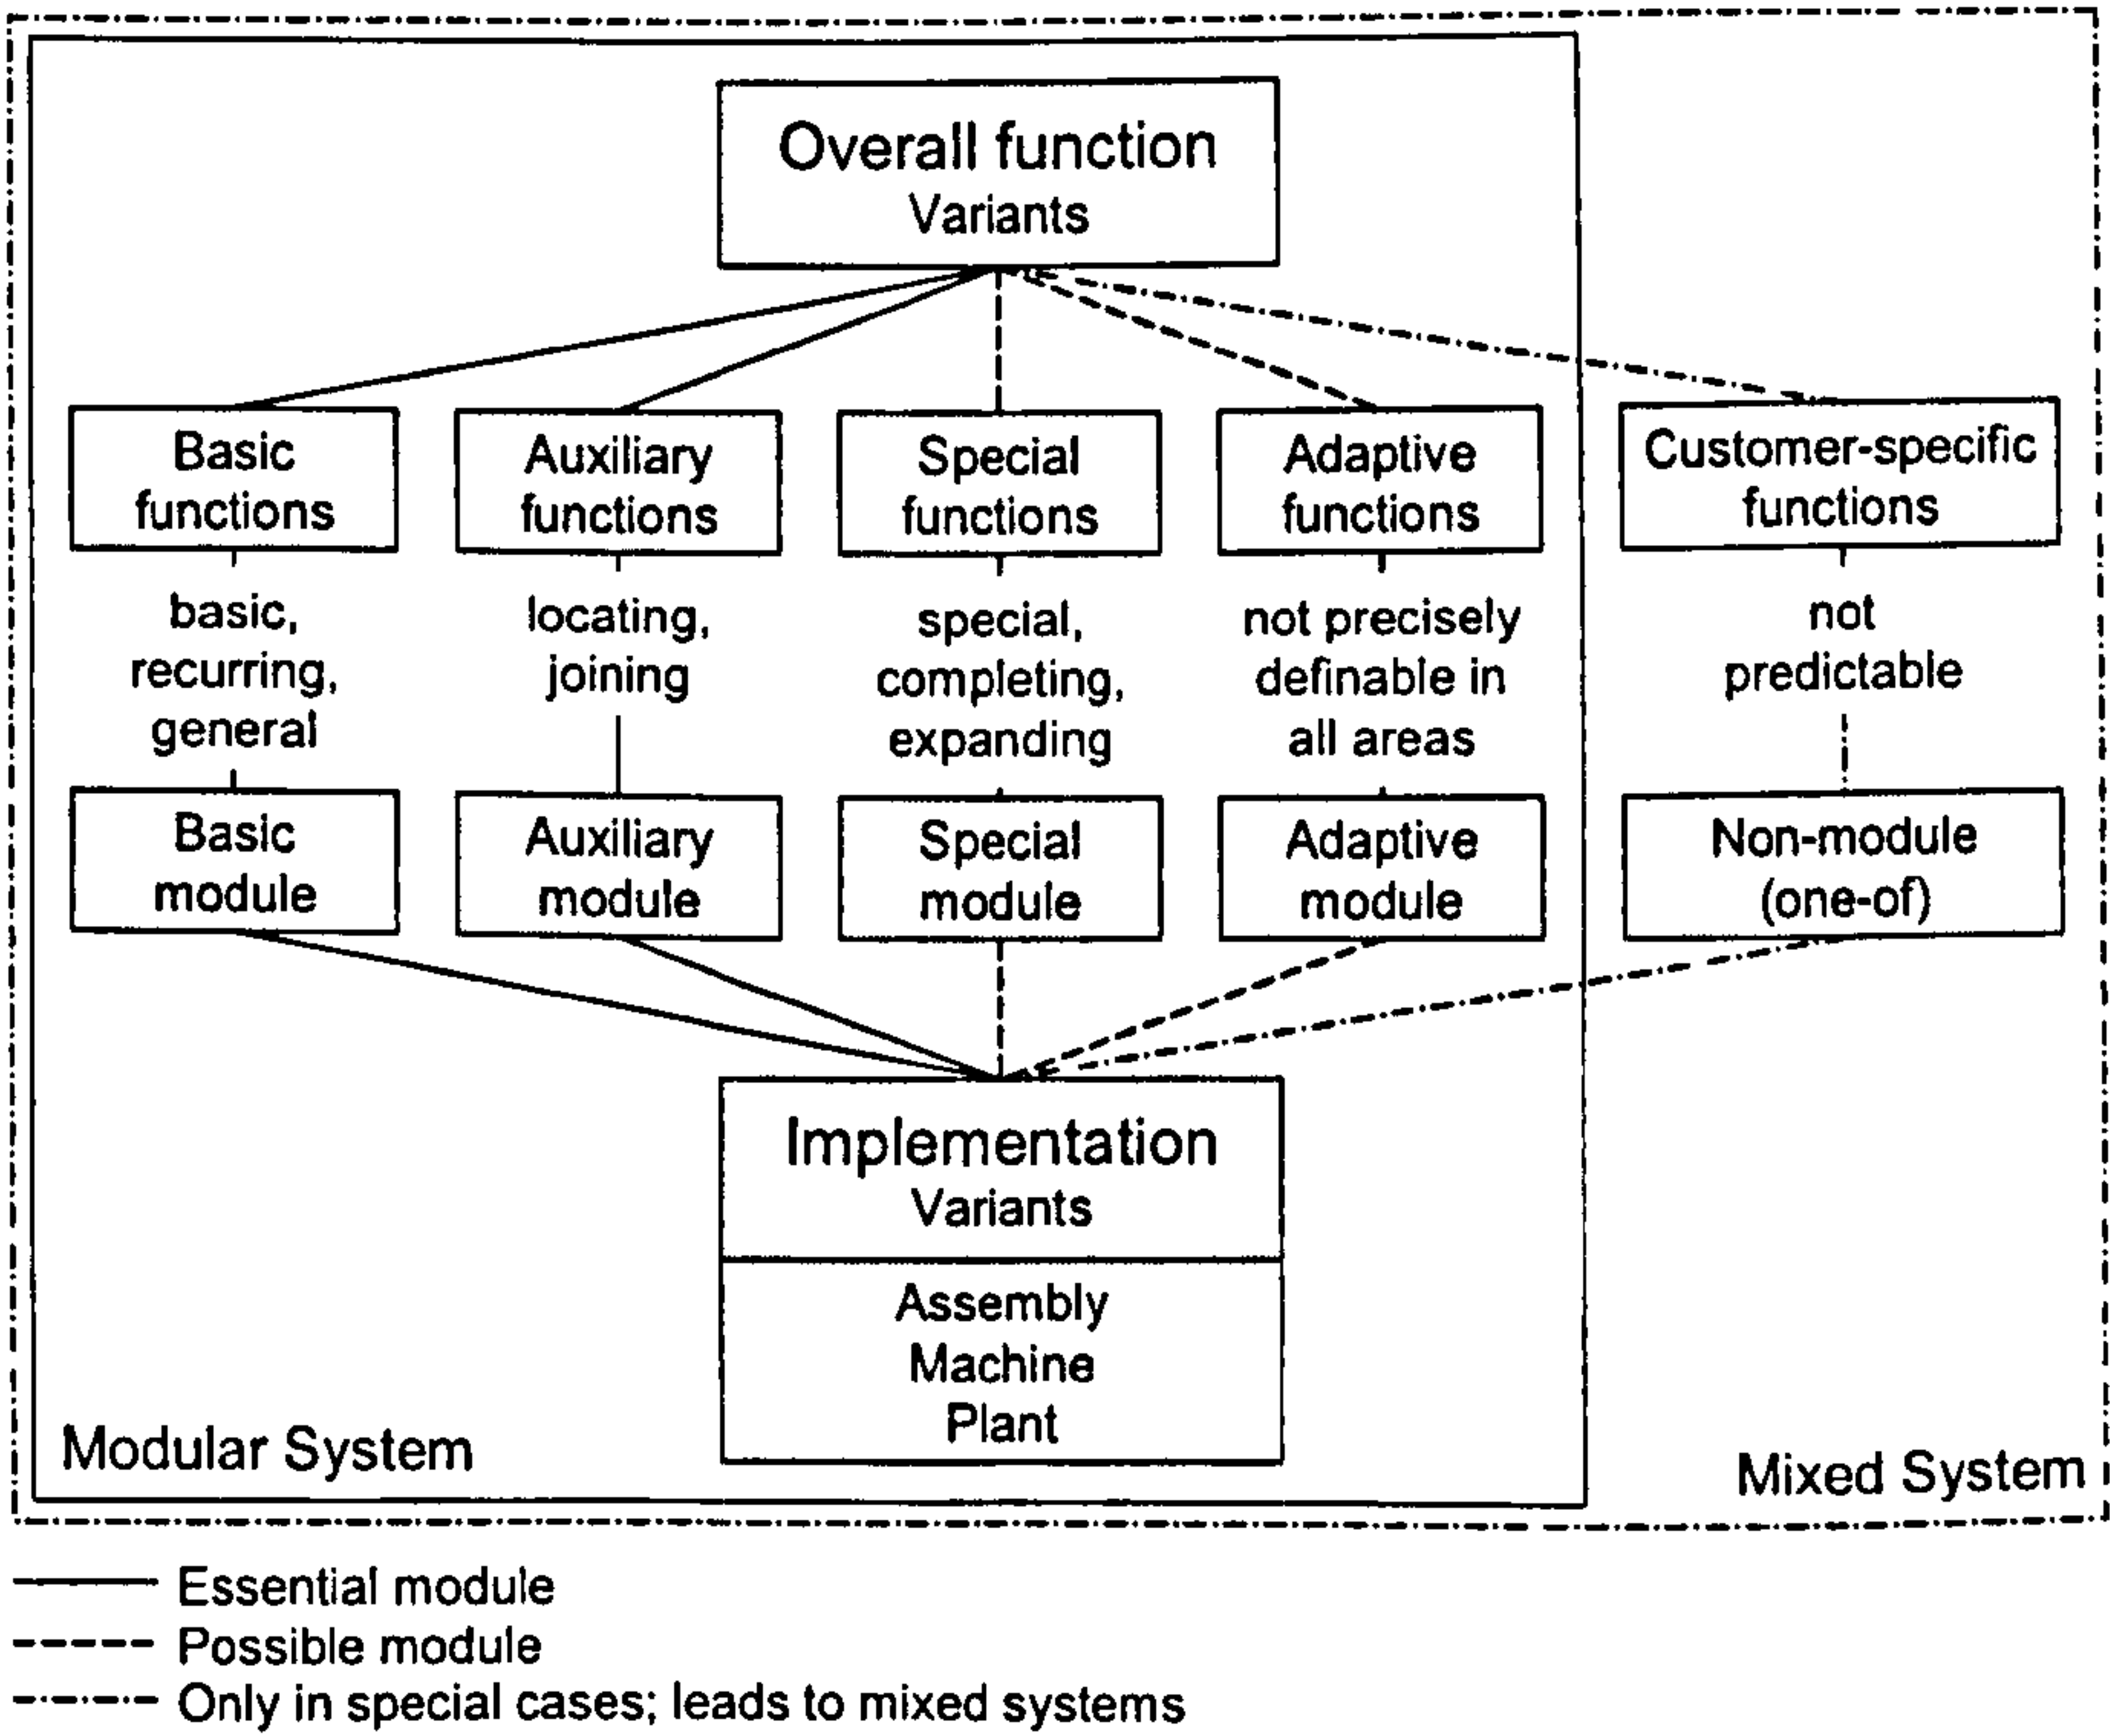 Overall function
Variants
Basic
functions
Auxiliary
functions
Special
functions
Adaptive
functions
Customer-specific
functions
basic,
recurring,
general
locating,
joining
special,
completing,
expanding
not precisely
definable in
all areas
not
predictable
Basic
module
Auxiliary
module
Special
module
Adaptive
module
Non-module
(one-of)
Implementation
Variants
Assembly
Machine
Plant
Modular System
Mixed System
Essential module
Possible module
Only in special cases; leads to mixed systems